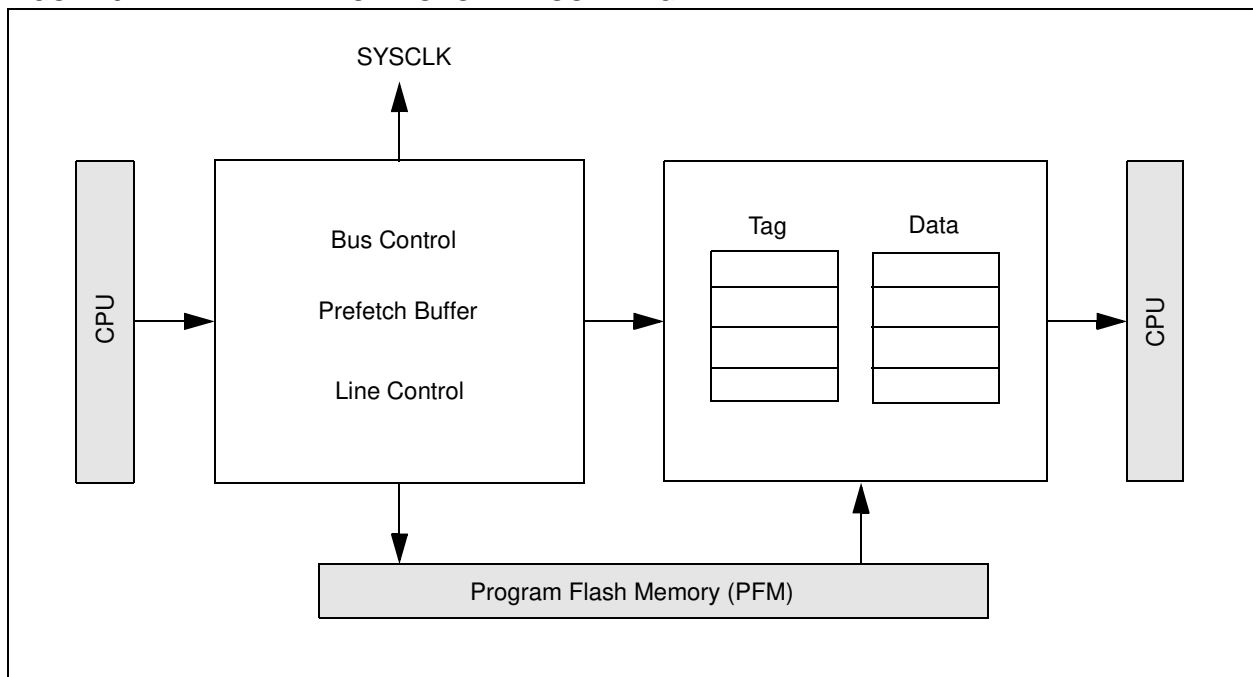 SYSCLK
CPU
Bus Control
Prefetch Buffer
Line Control
Tag
Data
CPU
Program Flash Memory (PFM)